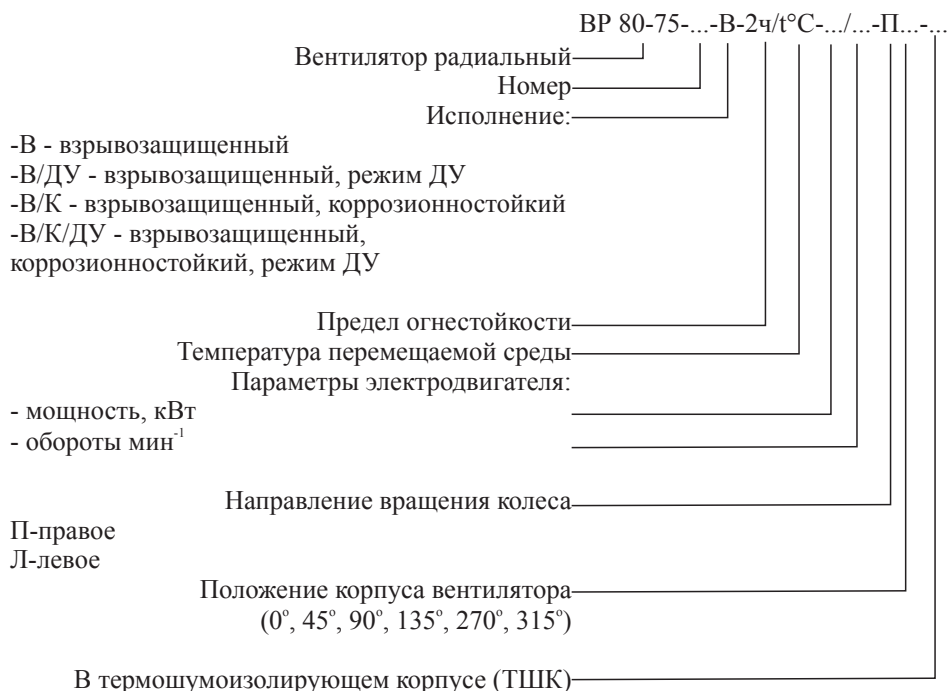 ВР 80-75-...-В-2ч/t°С-.../...-П...-...
Вентилятор радиальный
Номер
Исполнение:
-В - взрывозащищенный
-В/ДУ - взрывозащищенный, режим ДУ
-В/К - взрывозащищенный, коррозионностойкий
-В/К/ДУ - взрывозащищенный,
коррозионностойкий, режим ДУ
Предел огнестойкости
Температура перемещаемой среды
Параметры электродвигателя:
- мощность, кВт
- обороты мин⁻¹
Направление вращения колеса
П-правое
Л-левое
Положение корпуса вентилятора
(0°, 45°, 90°, 135°, 270°, 315°)
В термошумоизолирующем корпусе (ТШК)